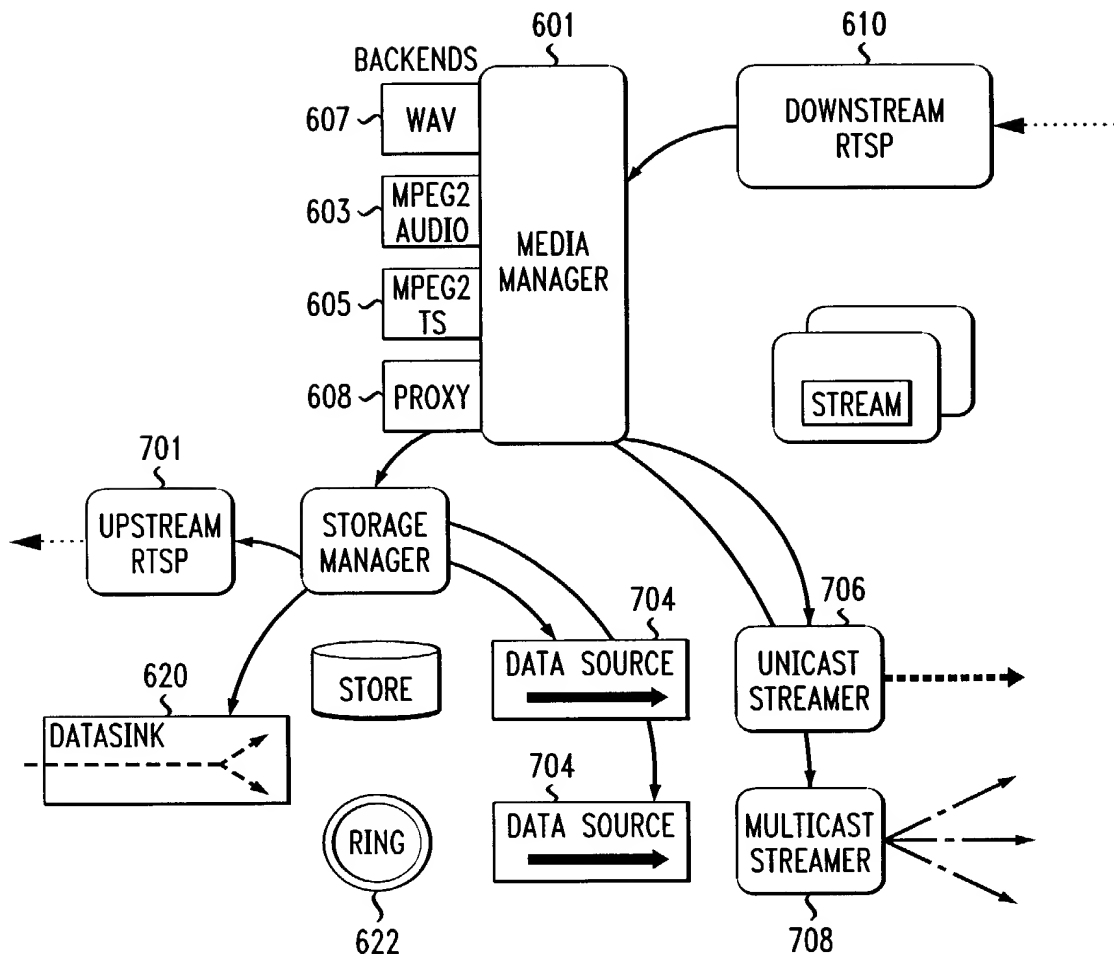 601
610
BACKENDS
607
WAV
DOWNSTREAM
RTSP
603
MPEG2
AUDIO
MEDIA
MANAGER
605
MPEG2
TS
608
PROXY
STREAM
701
UPSTREAM
RTSP
STORAGE
MANAGER
704
706
DATA SOURCE
UNICAST
STREAMER
620
STORE
DATASINK
704
DATA SOURCE
MULTICAST
STREAMER
RING
622
708